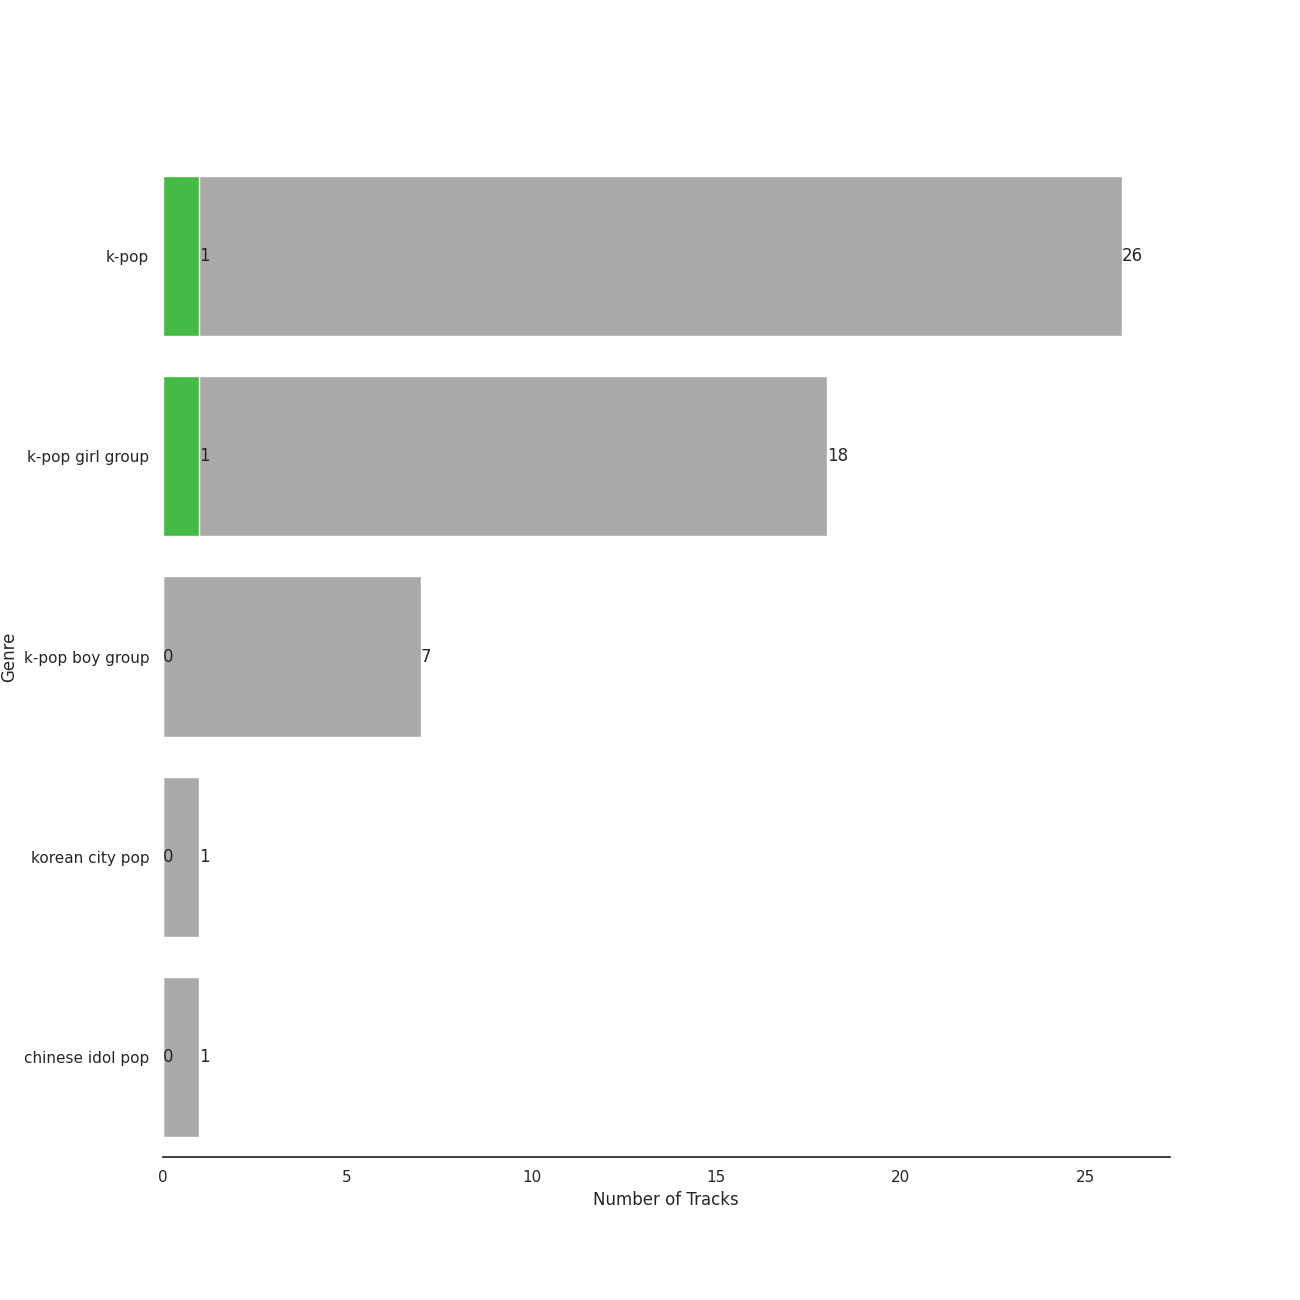 k-pop 1 26
k-pop girl group 1 18
k-pop boy group 0 7
korean city pop 0 1
chinese idol pop 0 1
Genre
0 5 10 15 20 25
Number of Tracks